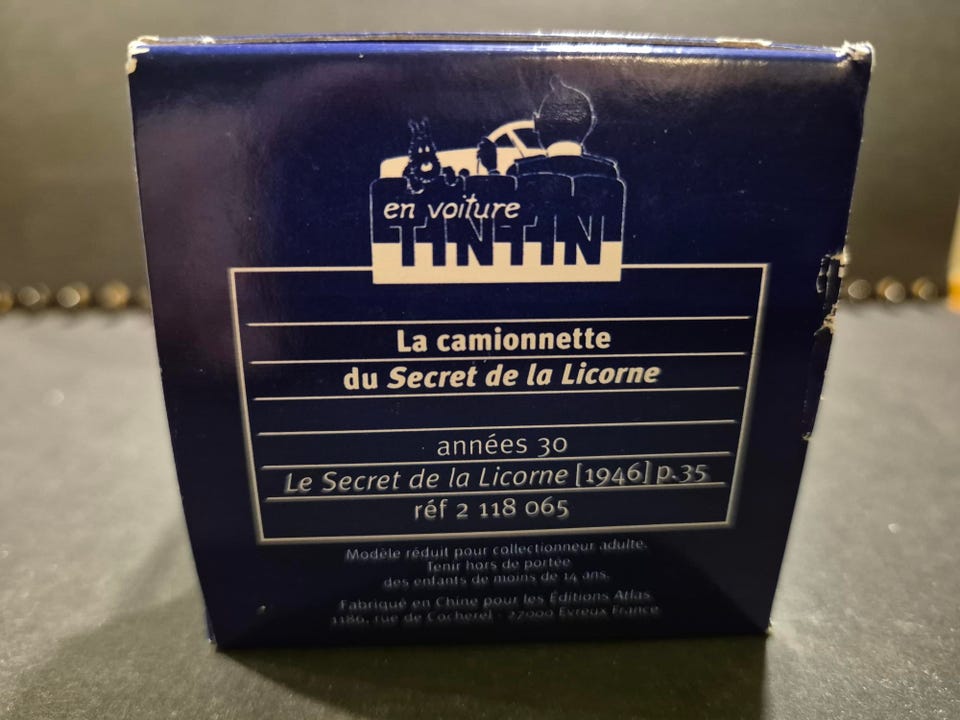 en voiture
TINTIN
La camionnette
du Secret de la Licorne
années 30
Le Secret de la Licorne [1946] p.35
réf 2 118 065
Modèle réduit pour collectionneur adulte.
Tenir hors de portée
des enfants de moins de 14 ans.
Fabriqué en Chine pour les Éditions Atlas
1186, rue de Cocherel - 27000 Evreux France